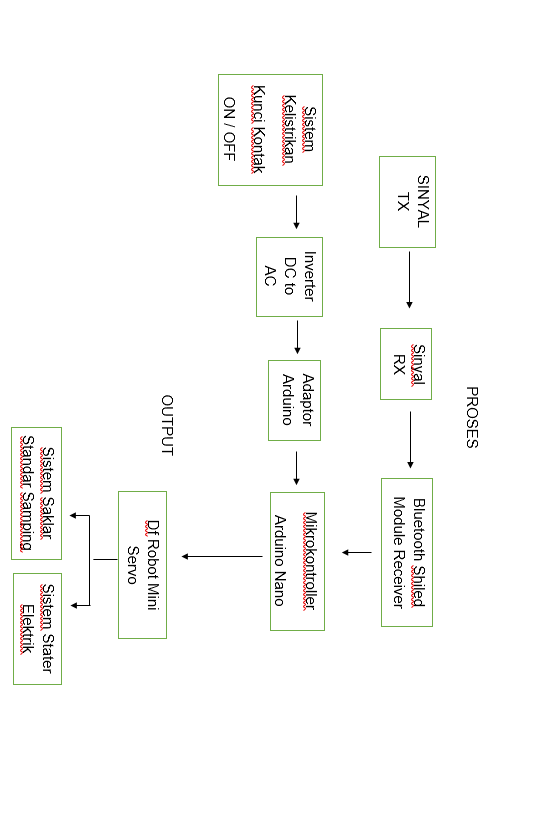 PROSES
SINYAL
TX
Sinyal
RX
Bluetooth Shiled
Module Receiver
Sistem
Kelistrikan
Kunci Kontak
ON / OFF
Inverter
DC to
AC
Adaptor
Arduino
Mikrokontroller
Arduino Nano
OUTPUT
Df Robot Mini
Servo
Sistem Saklar
Standar Samping
Sistem Stater
Elektrik